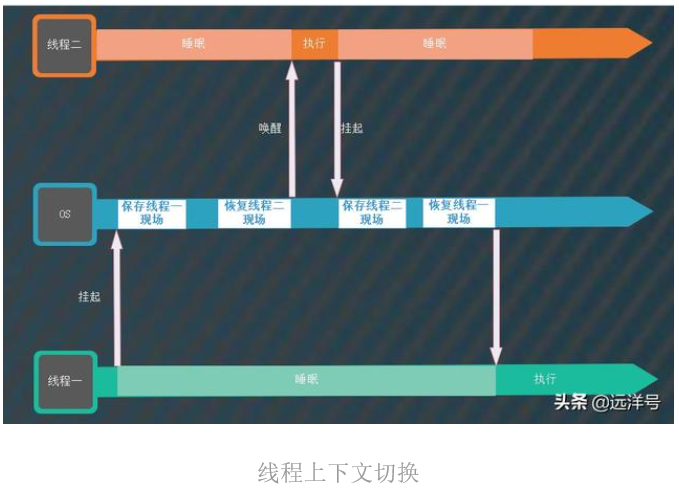 线程二
睡眠
执行
睡眠
唤醒
挂起
OS
保存线程一
现场
恢复线程二
现场
保存线程二
现场
恢复线程一
现场
挂起
线程一
睡眠
执行
头条 @远洋号
线程上下文切换